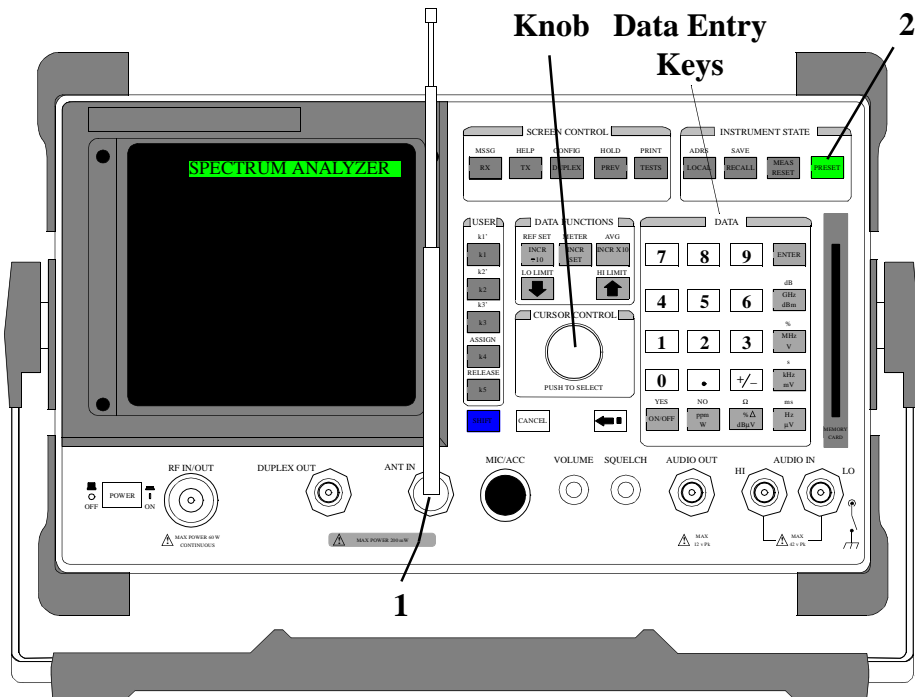 Knob Data Entry Keys 2
SPECTRUM ANALYZER
SCREEN CONTROL
MSSG HELP CONFIG HOLD PRINT
RX TX DUPLEX PREV TESTS
INSTRUMENT STATE
ADRS SAVE
LOCAL RECALL MEAS RESET PRESET
USER
k1'
k1
k2'
k2
k3'
k3
ASSIGN
k4
RELEASE
k5
SHIFT
DATA FUNCTIONS
REF SET METER AVG
INCR ÷10 INCR SET INCR X10
LO LIMIT HI LIMIT
CURSOR CONTROL
PUSH TO SELECT
CANCEL
DATA
7 8 9 ENTER
dB
4 5 6 GHz dBm
%
1 2 3 MHz V
s
0 . +/− kHz mV
YES NO Ω ms
ON/OFF ppm W %Δ dBµV Hz µV
MEMORY CARD
RF IN/OUT DUPLEX OUT ANT IN MIC/ACC VOLUME SQUELCH AUDIO OUT AUDIO IN
HI LO
OFF POWER ON
MAX POWER 60 W CONTINUOUS
MAX POWER 200 mW
MAX 12 v Pk
MAX 42 v Pk
1